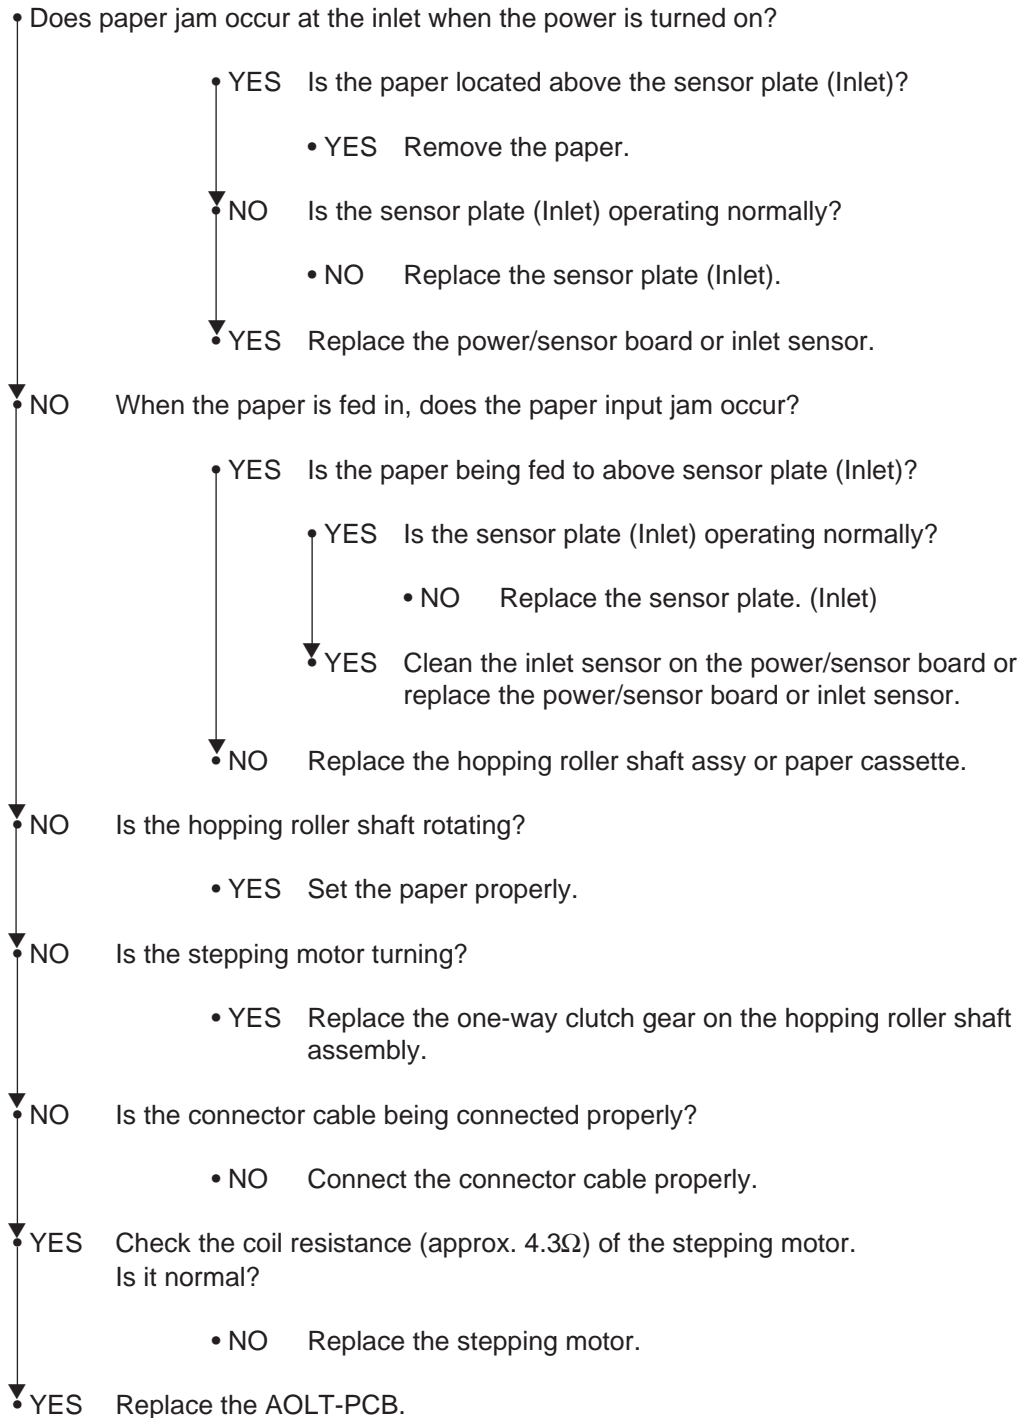 • Does paper jam occur at the inlet when the power is turned on?
• YES Is the paper located above the sensor plate (Inlet)?
• YES Remove the paper.
• NO Is the sensor plate (Inlet) operating normally?
• NO Replace the sensor plate (Inlet).
• YES Replace the power/sensor board or inlet sensor.
• NO When the paper is fed in, does the paper input jam occur?
• YES Is the paper being fed to above sensor plate (Inlet)?
• YES Is the sensor plate (Inlet) operating normally?
• NO Replace the sensor plate. (Inlet)
• YES Clean the inlet sensor on the power/sensor board or
replace the power/sensor board or inlet sensor.
• NO Replace the hopping roller shaft assy or paper cassette.
• NO Is the hopping roller shaft rotating?
• YES Set the paper properly.
• NO Is the stepping motor turning?
• YES Replace the one-way clutch gear on the hopping roller shaft
assembly.
• NO Is the connector cable being connected properly?
• NO Connect the connector cable properly.
• YES Check the coil resistance (approx. 4.3Ω) of the stepping motor.
Is it normal?
• NO Replace the stepping motor.
• YES Replace the AOLT-PCB.